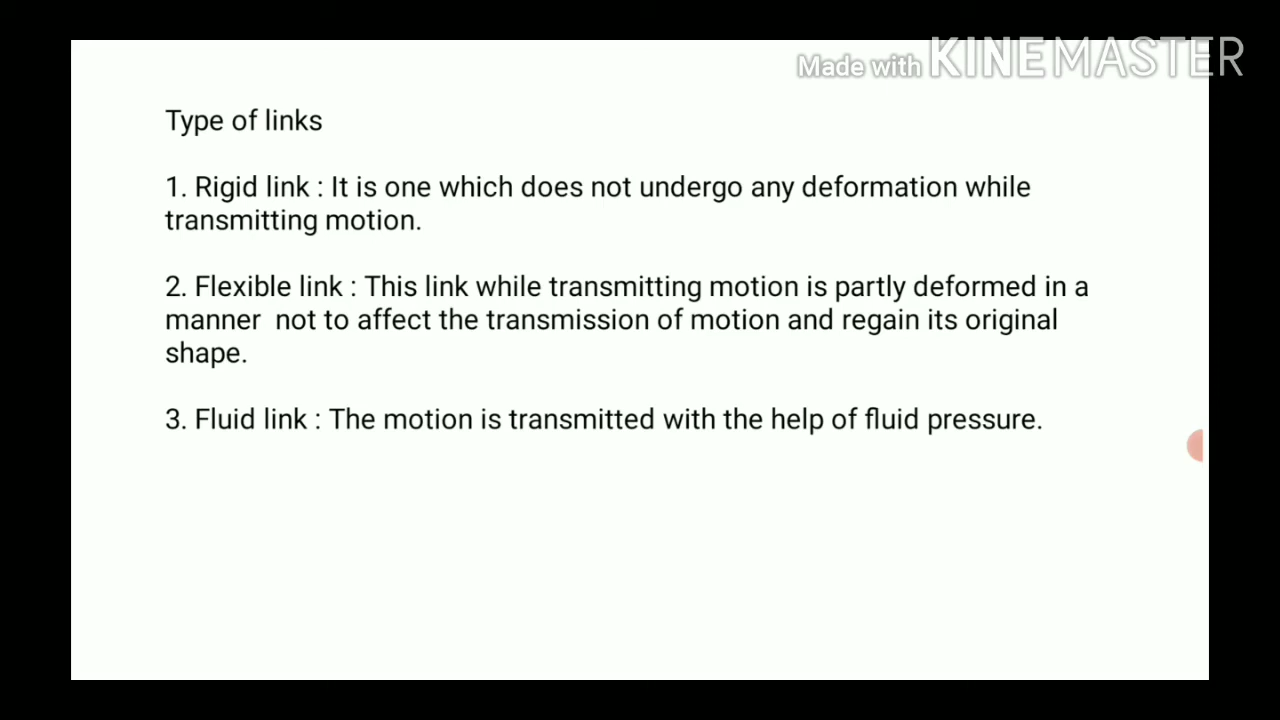 Made with KINEMASTER
Type of links
1. Rigid link : It is one which does not undergo any deformation while
transmitting motion.
2. Flexible link : This link while transmitting motion is partly deformed in a
manner  not to affect the transmission of motion and regain its original
shape.
3. Fluid link : The motion is transmitted with the help of fluid pressure.